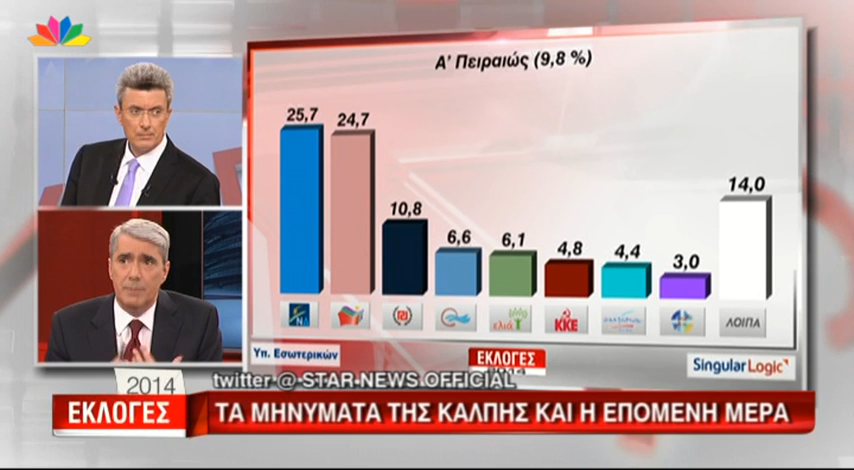 Α' Πειραιώς (9,8 %)
25,7
24,7
10,8
6,6
6,1
4,8
4,4
3,0
14,0
ΝΔ
ελιά
ΚΚΕ
ΛΟΙΠΑ
Υπ. Εσωτερικών
ΕΚΛΟΓΕΣ
2014
SingularLogic
2014
twitter @ STAR NEWS OFFICIAL
ΕΚΛΟΓΕΣ
ΤΑ ΜΗΝΥΜΑΤΑ ΤΗΣ ΚΑΛΠΗΣ ΚΑΙ Η ΕΠΟΜΕΝΗ ΜΕΡΑ